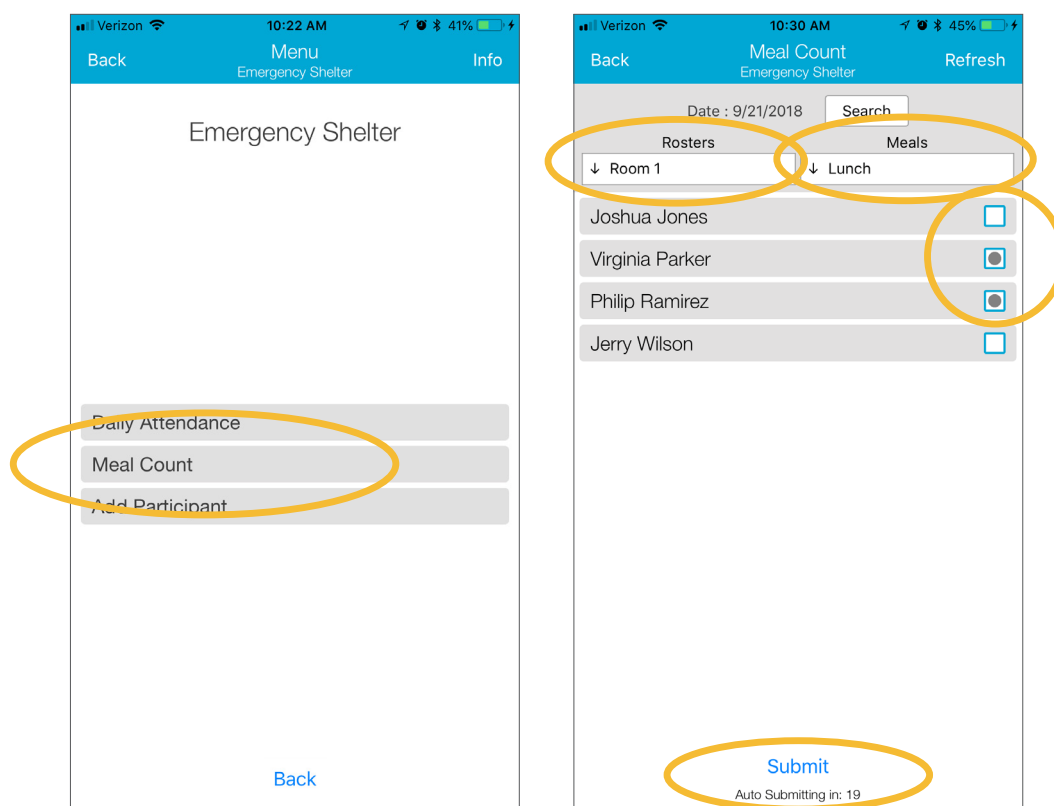 Verizon 10:22 AM 41%
Back Menu Info
Emergency Shelter
Emergency Shelter
Daily Attendance
Meal Count
Add Participant
Back
Verizon 10:30 AM 45%
Back Meal Count Refresh
Emergency Shelter
Date : 9/21/2018 Search
Rosters Meals
↓ Room 1 ↓ Lunch
Joshua Jones
Virginia Parker
Philip Ramirez
Jerry Wilson
Submit
Auto Submitting in: 19